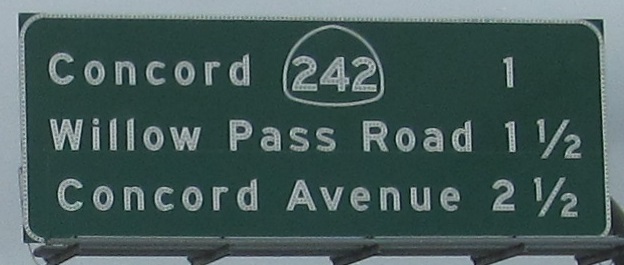 Concord 242 1
Willow Pass Road 1 1/2
Concord Avenue 2 1/2